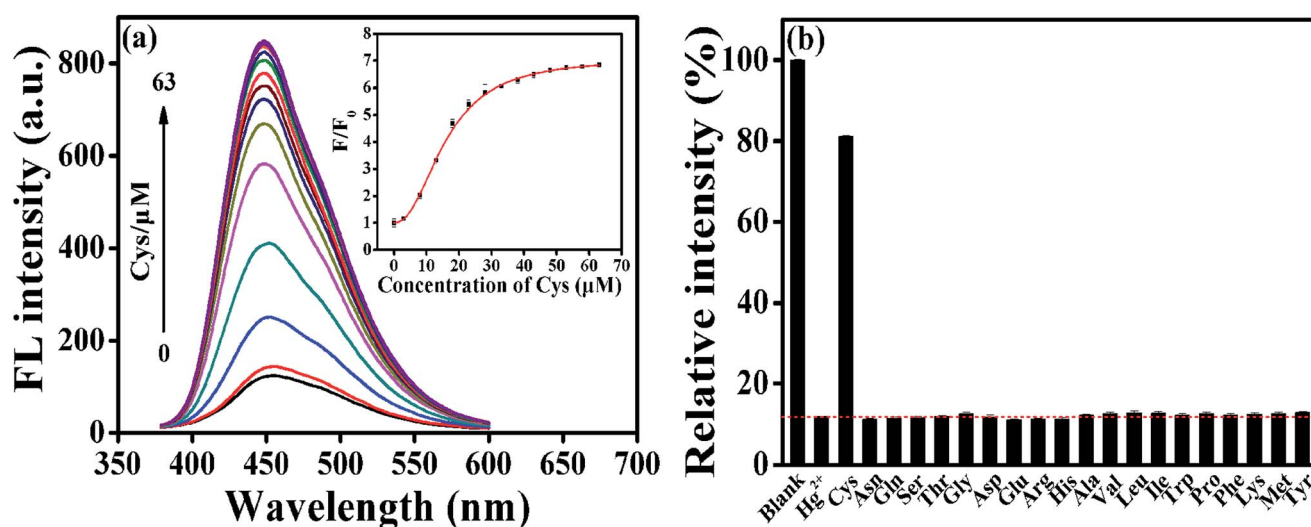 (a)
FL intensity (a.u.)
800
600
400
200
0
63
Cys/μM
0
350 400 450 500 550 600 650 700
Wavelength (nm)
F/F0
8
7
6
5
4
3
2
1
0
0 10 20 30 40 50 60 70
Concentration of Cys (μM)
(b)
Relative intensity (%)
100
80
60
40
20
0
Blank
Hg2+
Cys
Asn
Gln
Ser
Thr
Gly
Asp
Glu
Arg
His
Ala
Val
Leu
Ile
Trp
Pro
Phe
Lys
Met
Tyr